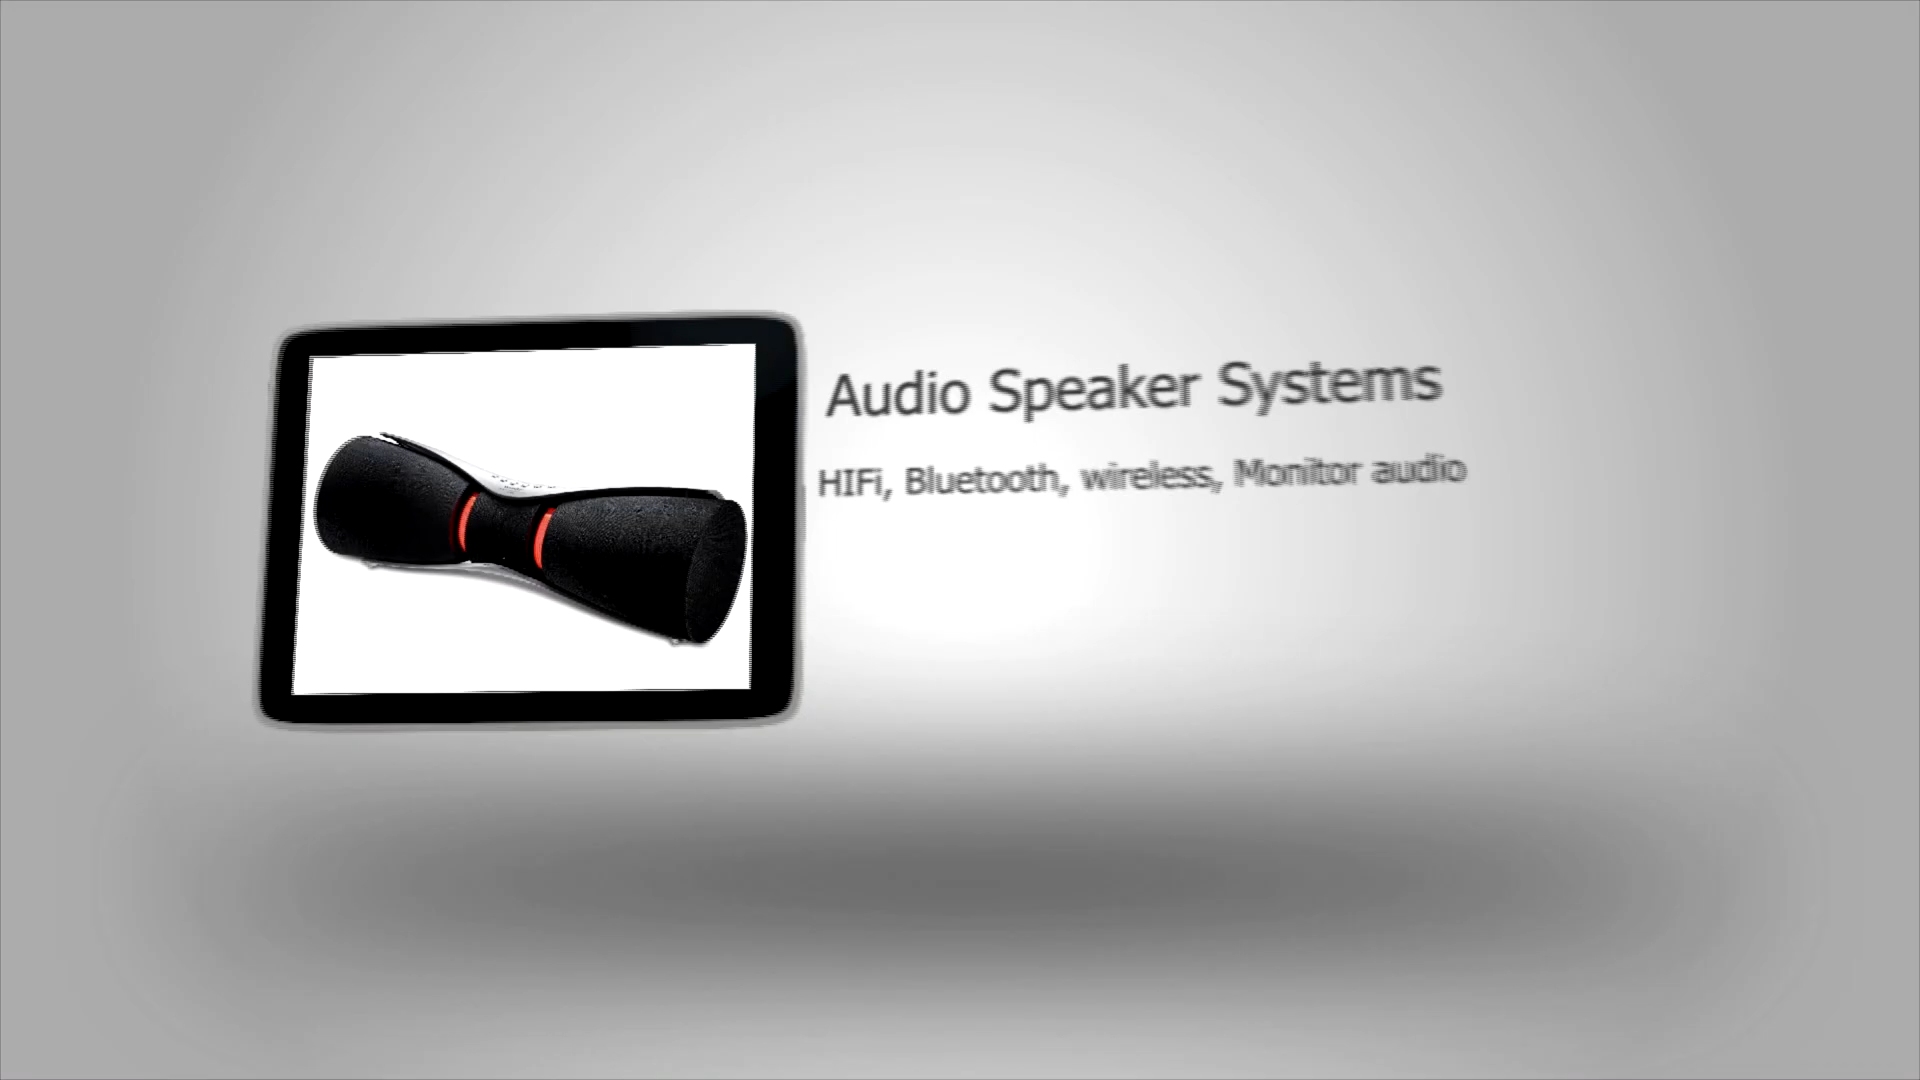 Audio Speaker Systems
HIFi, Bluetooth, wireless, Monitor audio